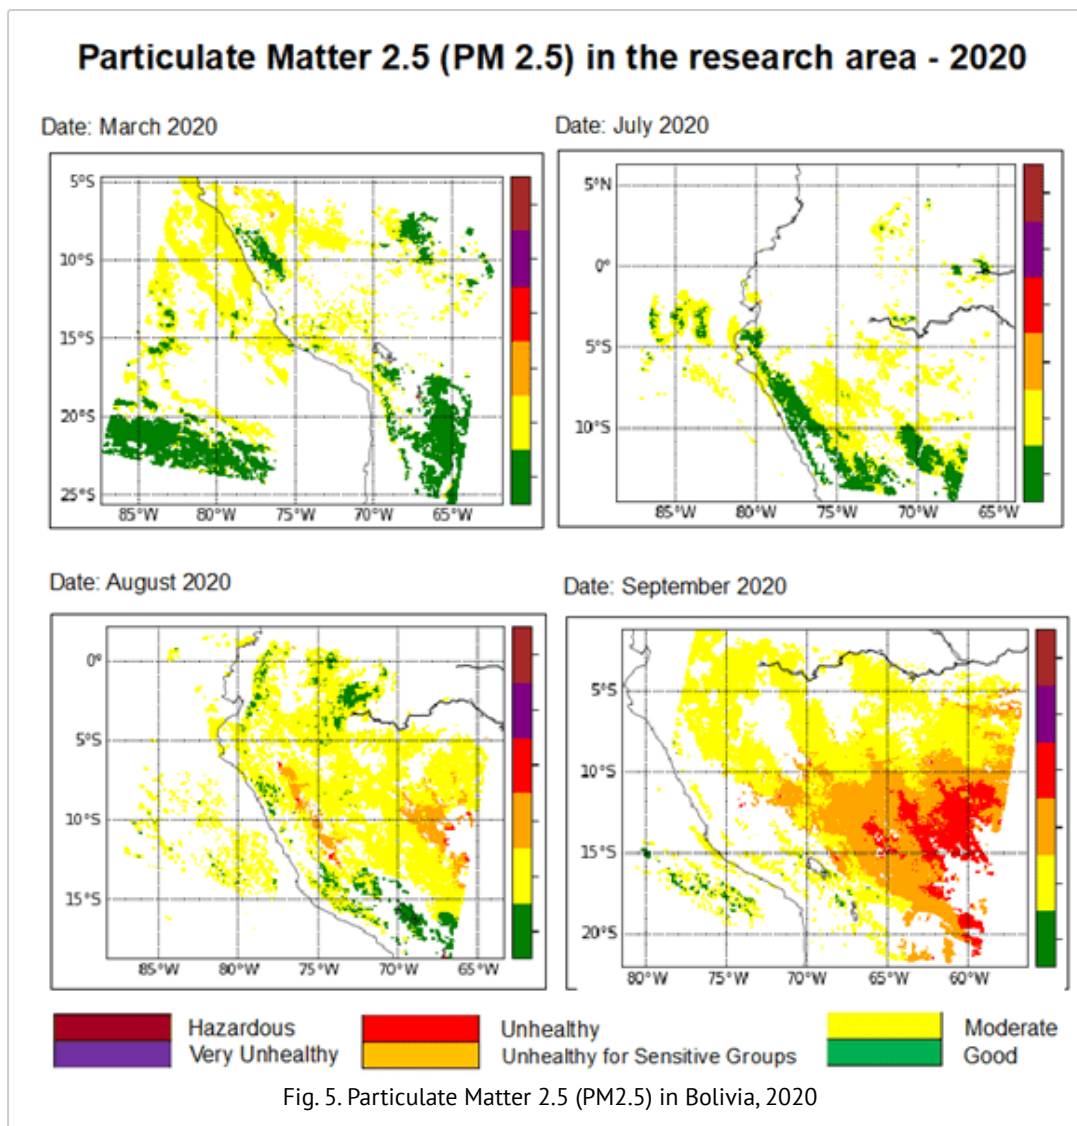 Particulate Matter 2.5 (PM 2.5) in the research area - 2020
Date: March 2020
5°S
10°S
15°S
20°S
25°S
85°W 80°W 75°W 70°W 65°W
Date: July 2020
5°N
0°
5°S
10°S
85°W 80°W 75°W 70°W 65°W
Date: August 2020
0°
5°S
10°S
15°S
85°W 80°W 75°W 70°W 65°W
Date: September 2020
5°S
10°S
15°S
20°S
80°W 75°W 70°W 65°W 60°W
Hazardous
Very Unhealthy
Unhealthy
Unhealthy for Sensitive Groups
Moderate
Good
Fig. 5. Particulate Matter 2.5 (PM2.5) in Bolivia, 2020